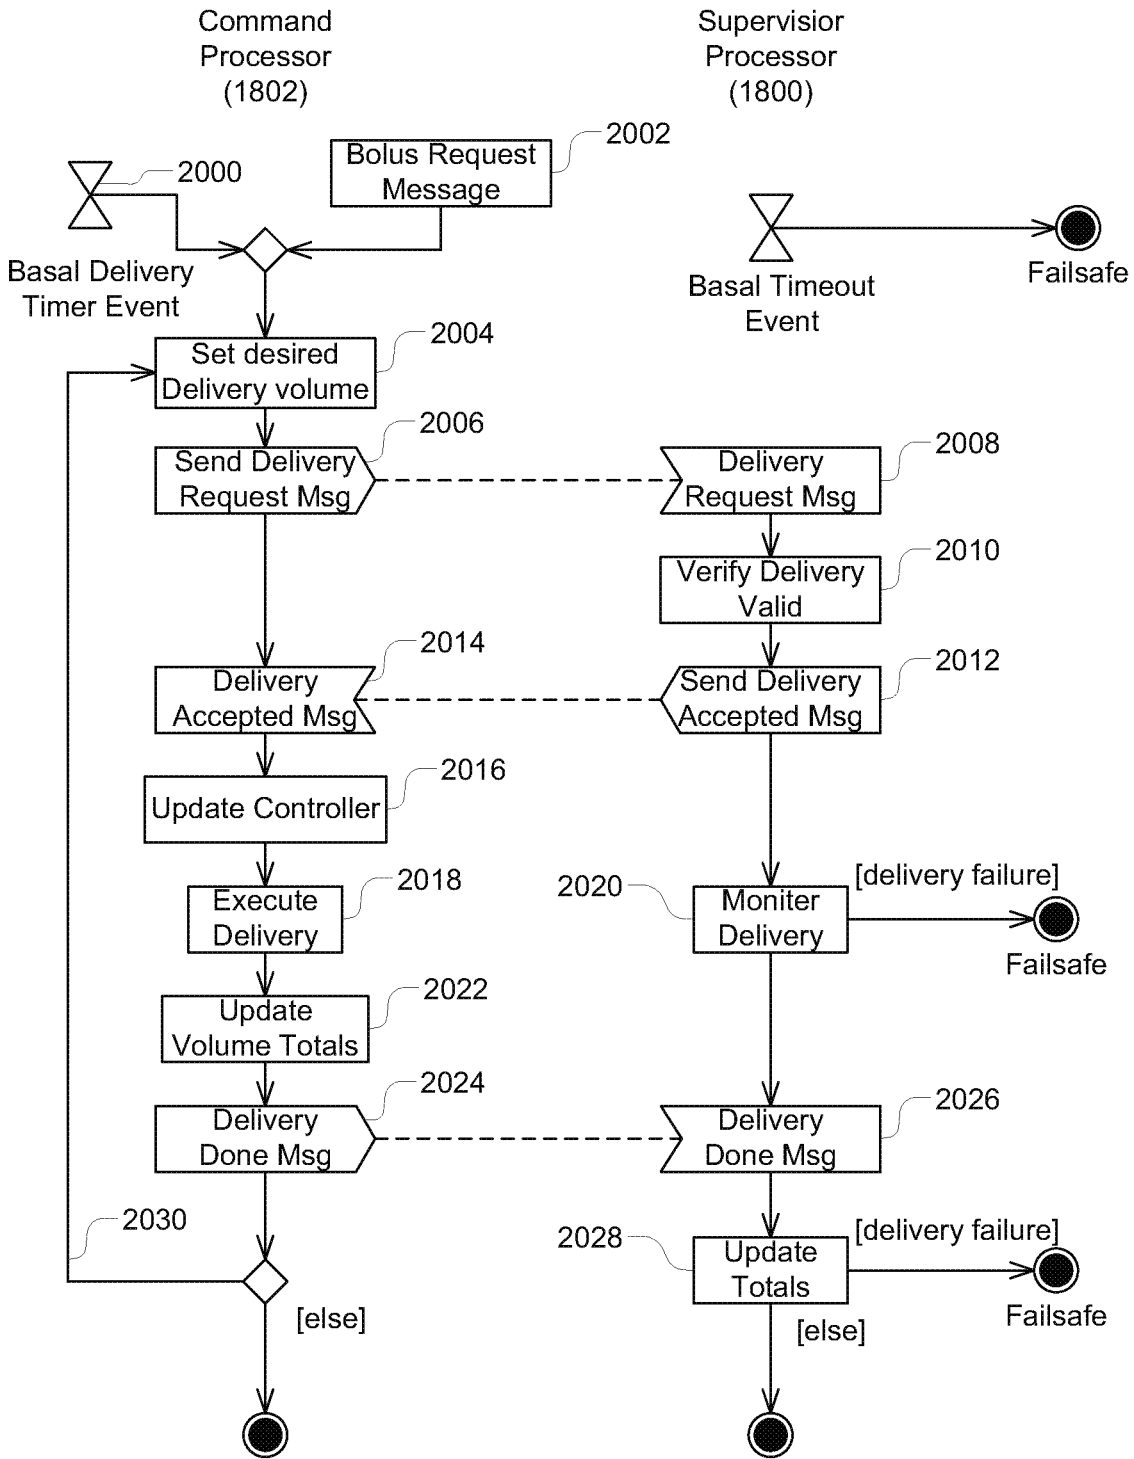 Command
Processor
(1802)
Supervisior
Processor
(1800)
2000
Bolus Request
Message
2002
Basal Delivery
Timer Event
Basal Timeout
Event
Failsafe
Set desired
Delivery volume
2004
Send Delivery
Request Msg
2006
Delivery
Request Msg
2008
Verify Delivery
Valid
2010
Delivery
Accepted Msg
2014
Send Delivery
Accepted Msg
2012
Update Controller
2016
Execute
Delivery
2018
2020
Moniter
Delivery
[delivery failure]
Failsafe
Update
Volume Totals
2022
Delivery
Done Msg
2024
Delivery
Done Msg
2026
2030
[else]
2028
Update
Totals
[delivery failure]
Failsafe
[else]